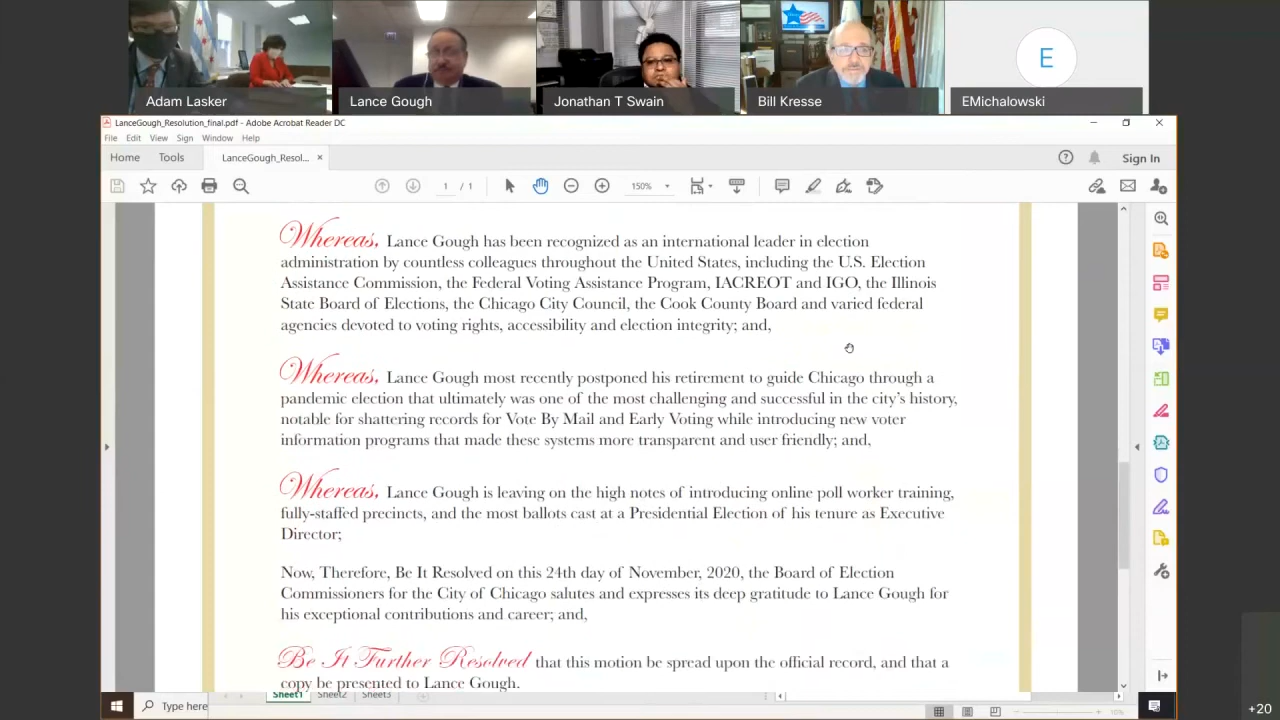 Adam Lasker
Lance Gough
Jonathan T Swain
Bill Kresse
E
EMichalowski
LanceGough_Resolution_final.pdf - Adobe Acrobat Reader DC
File Edit View Sign Window Help
Home Tools LanceGough_Resol... × Sign In
1 / 1 150%
Whereas, Lance Gough has been recognized as an international leader in election
administration by countless colleagues throughout the United States, including the U.S. Election
Assistance Commission, the Federal Voting Assistance Program, IACREOT and IGO, the Illinois
State Board of Elections, the Chicago City Council, the Cook County Board and varied federal
agencies devoted to voting rights, accessibility and election integrity; and,
Whereas, Lance Gough most recently postponed his retirement to guide Chicago through a
pandemic election that ultimately was one of the most challenging and successful in the city's history,
notable for shattering records for Vote By Mail and Early Voting while introducing new voter
information programs that made these systems more transparent and user friendly; and,
Whereas, Lance Gough is leaving on the high notes of introducing online poll worker training,
fully-staffed precincts, and the most ballots cast at a Presidential Election of his tenure as Executive
Director;
Now, Therefore, Be It Resolved on this 24th day of November, 2020, the Board of Election
Commissioners for the City of Chicago salutes and expresses its deep gratitude to Lance Gough for
his exceptional contributions and career; and,
Be It Further Resolved that this motion be spread upon the official record, and that a
copy be presented to Lance Gough.
Sheet1 Sheet2 Sheet3
Type here
+20